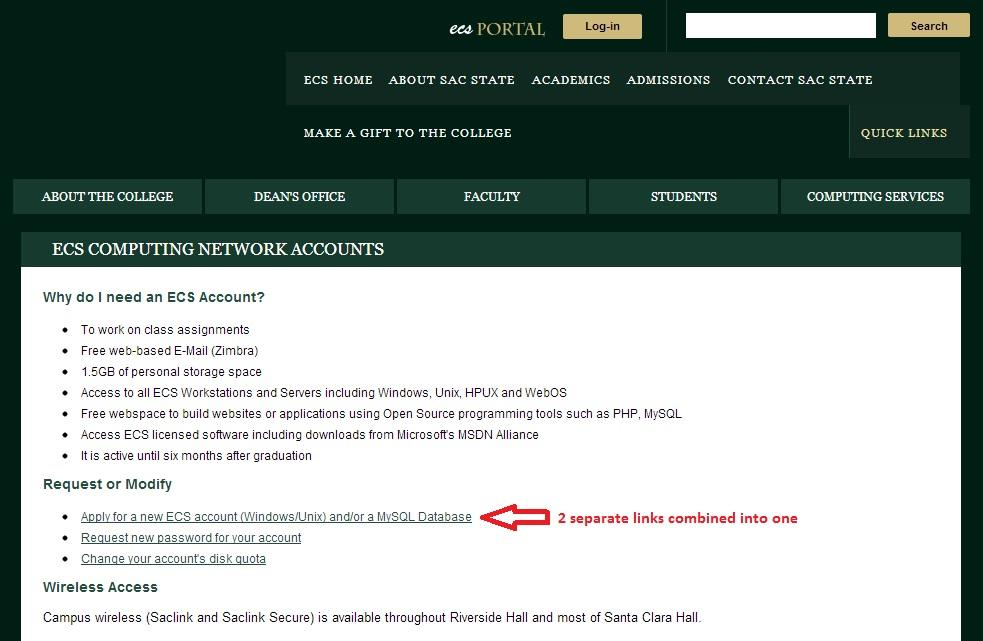 ecs PORTAL Log-in Search
ECS HOME ABOUT SAC STATE ACADEMICS ADMISSIONS CONTACT SAC STATE
MAKE A GIFT TO THE COLLEGE QUICK LINKS
ABOUT THE COLLEGE DEAN'S OFFICE FACULTY STUDENTS COMPUTING SERVICES
ECS COMPUTING NETWORK ACCOUNTS
Why do I need an ECS Account?
• To work on class assignments
• Free web-based E-Mail (Zimbra)
• 1.5GB of personal storage space
• Access to all ECS Workstations and Servers including Windows, Unix, HPUX and WebOS
• Free webspace to build websites or applications using Open Source programming tools such as PHP, MySQL
• Access ECS licensed software including downloads from Microsoft's MSDN Alliance
• It is active until six months after graduation
Request or Modify
• Apply for a new ECS account (Windows/Unix) and/or a MySQL Database 2 separate links combined into one
• Request new password for your account
• Change your account's disk quota
Wireless Access
Campus wireless (Saclink and Saclink Secure) is available throughout Riverside Hall and most of Santa Clara Hall.